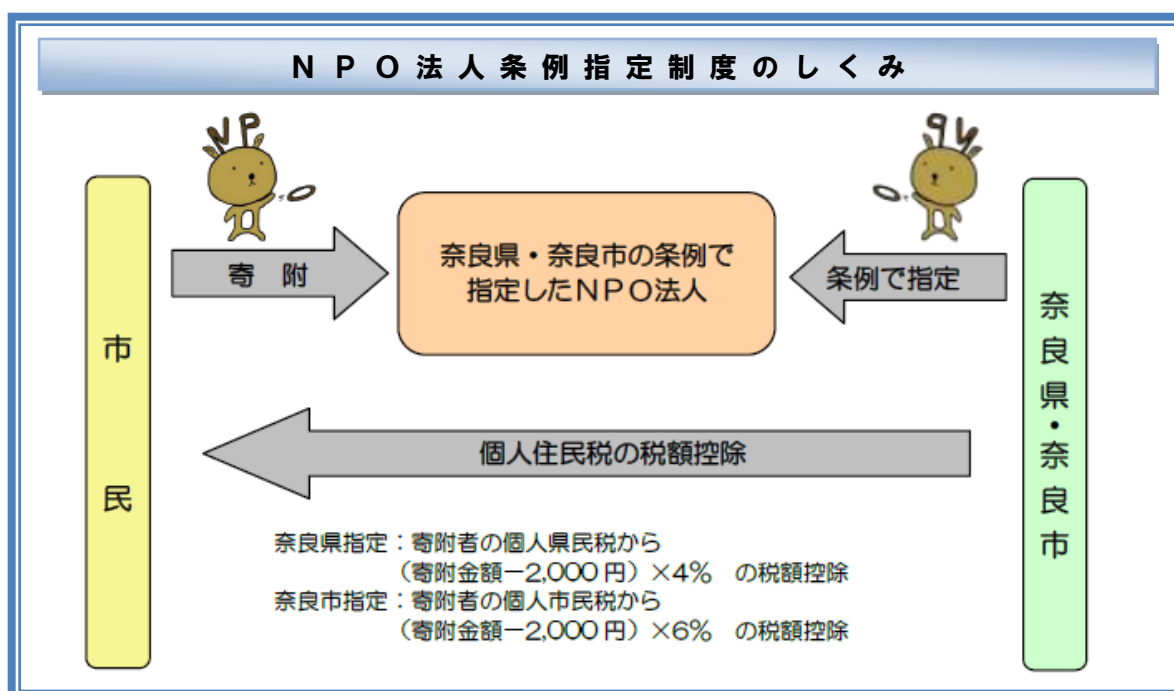 NPO法人条例指定制度のしくみ
NP
市民
寄 附
奈良県・奈良市の条例で
指定したNPO法人
条例で指定
奈良県・奈良市
個人住民税の税額控除
奈良県指定：寄附者の個人県民税から
（寄附金額－2,000円）×4％ の税額控除
奈良市指定：寄附者の個人市民税から
（寄附金額－2,000円）×6％ の税額控除